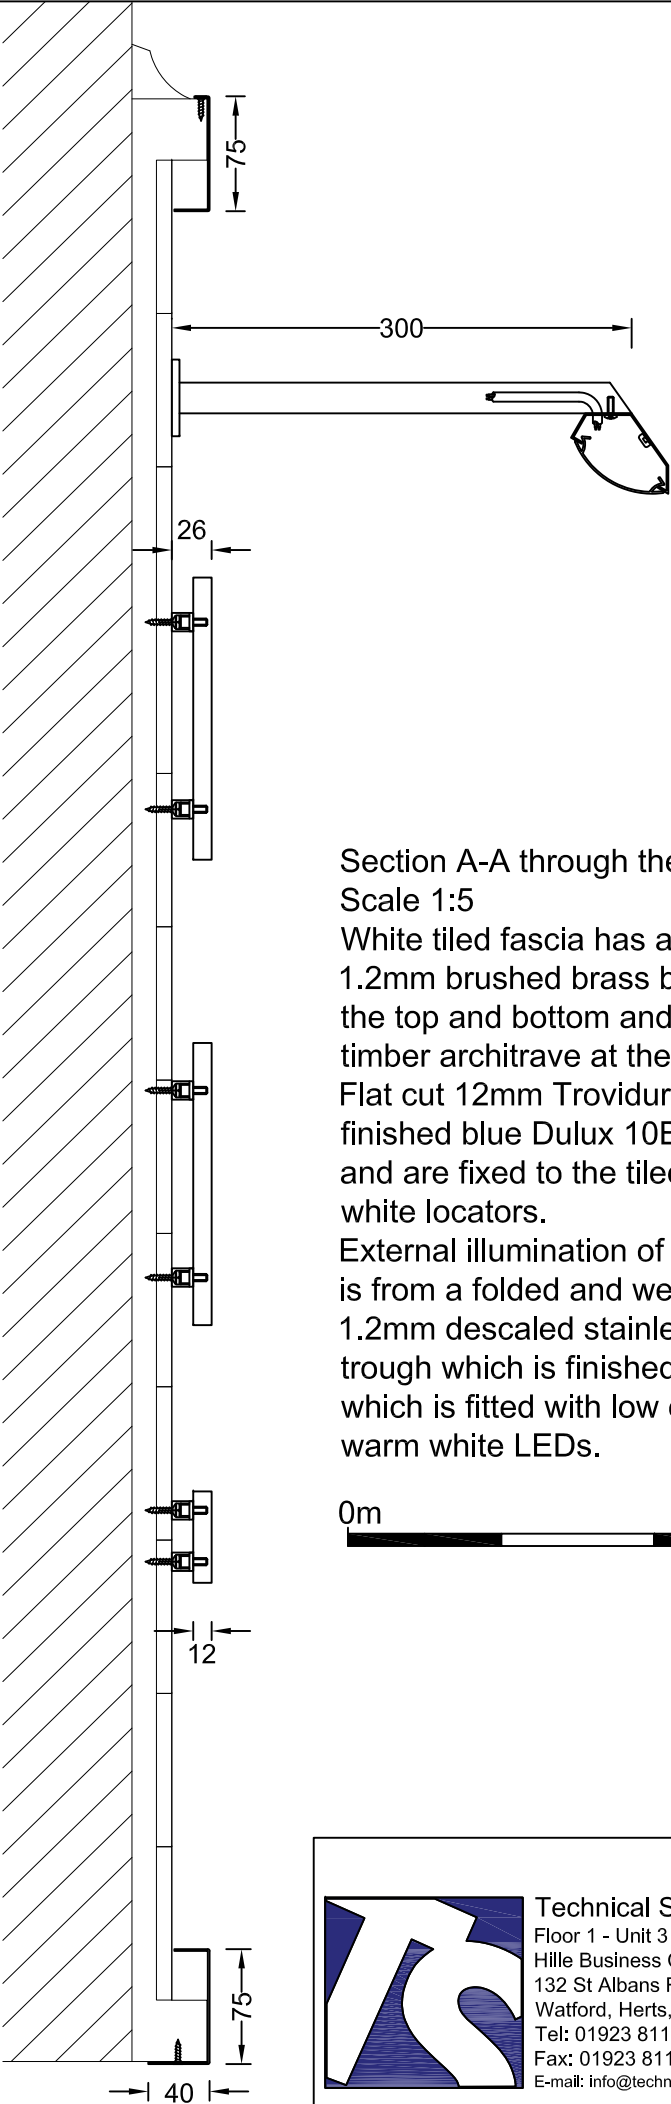 75
300
26
Section A-A through the
Scale 1:5
White tiled fascia has a
1.2mm brushed brass
the top and bottom and
timber architrave at the
Flat cut 12mm Trovidur
finished blue Dulux
and are fixed to the
white locators.
External illumination of
is from a folded and
1.2mm descaled
trough which is finished
which is fitted with low
warm white LEDs.
0m
12
TS
Technical
Floor 1 - Unit 3
Hille Business
132 St Albans
Watford, Herts,
Tel: 01923 811
Fax: 01923 811
E-mail: info@techn
75
40